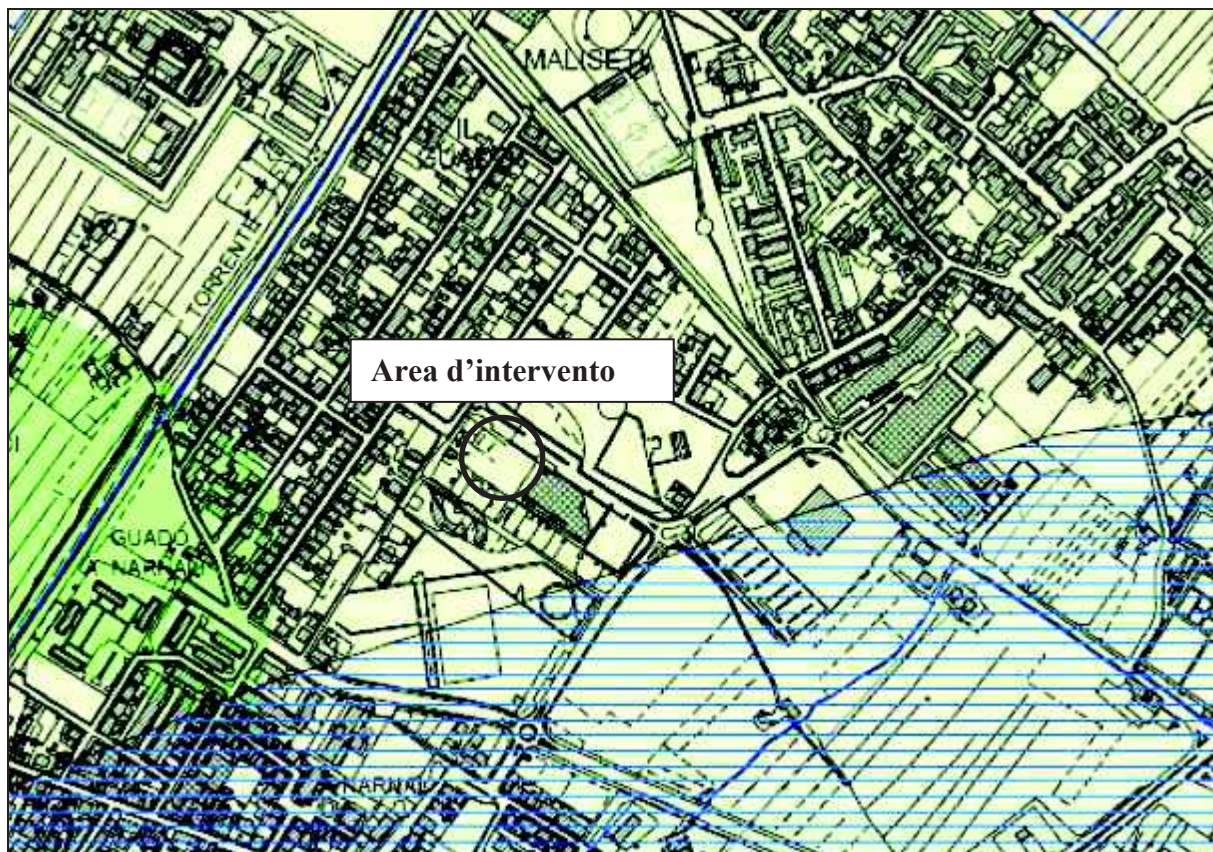 MALISETI
IL
GUADO
TORRENTE
Area d’intervento
GUADO
A NARNALI
NARNALI